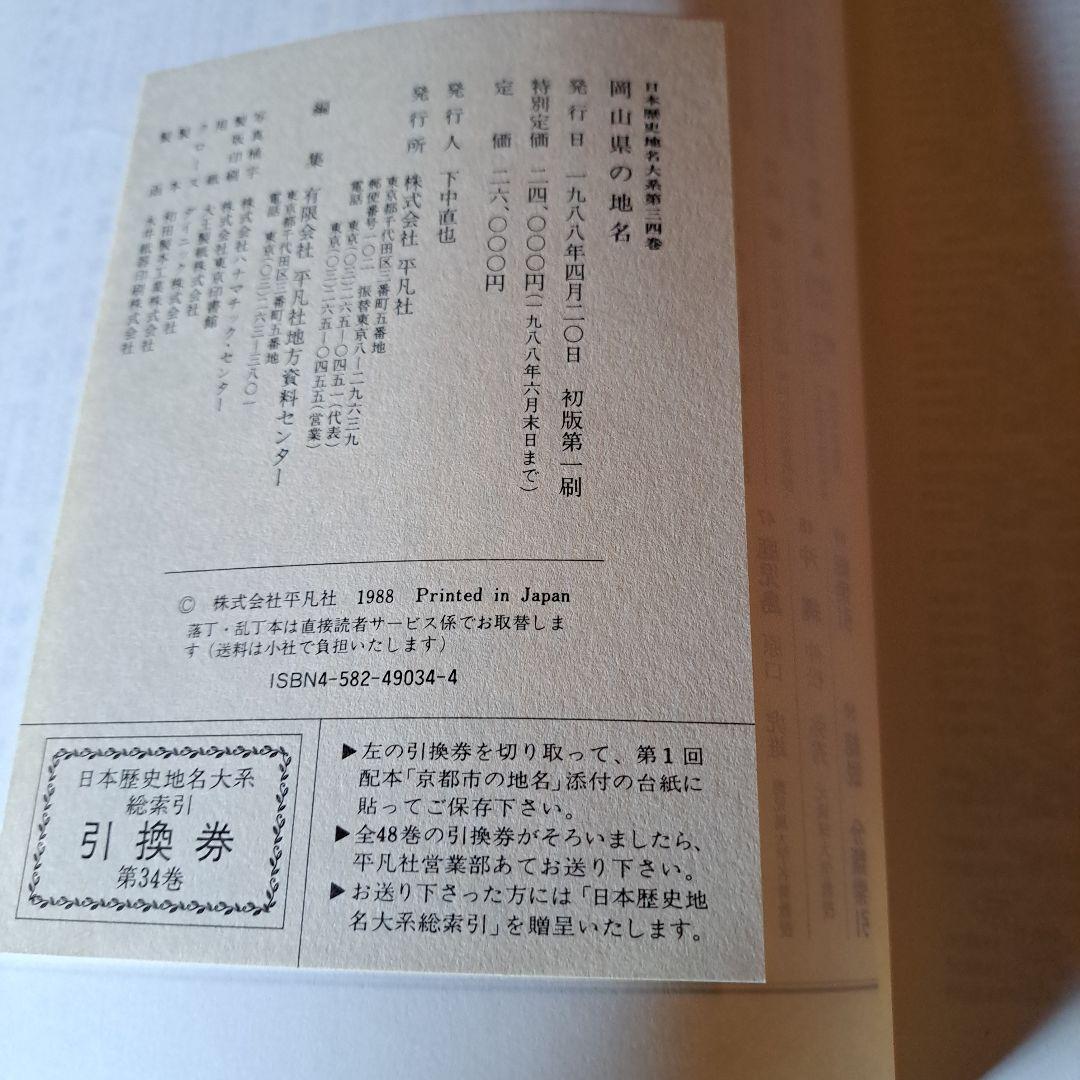 日本歴史地名大系第三四巻
岡山県の地名
発行日 一九八八年四月二〇日 初版第一刷
特別定価 二四、〇〇〇円(一九八八年六月末日まで)
定価 二六、〇〇〇円
発行人 下中直也
発行所 株式会社 平凡社
東京都千代田区三番町五番地
郵便番号一〇二 振替東京八―二九六三九
電話 東京(〇三)二六五―〇四五一(代表)
東京(〇三)二六五―〇四五五(営業)
編集 有限会社 平凡社地方資料センター
東京都千代田区三番町五番地
電話 東京(〇三)二六三―三八〇一
写真植字 株式会社ハナマチック・センター
製版印刷 株式会社東京印書館
用紙 大王製紙株式会社
クロース ダイニック株式会社
製本 和田製本工業株式会社
製函 永井紙器印刷株式会社
© 株式会社平凡社 1988 Printed in Japan
落丁・乱丁本は直接読者サービス係でお取替しま
す(送料は小社で負担いたします)
ISBN4-582-49034-4
日本歴史地名大系
総索引
引換券
第34巻
▶左の引換券を切り取って、第1回
配本「京都市の地名」添付の台紙に
貼ってご保存下さい。
▶全48巻の引換券がそろいましたら、
平凡社営業部あてお送り下さい。
▶お送り下さった方には「日本歴史地
名大系総索引」を贈呈いたします。